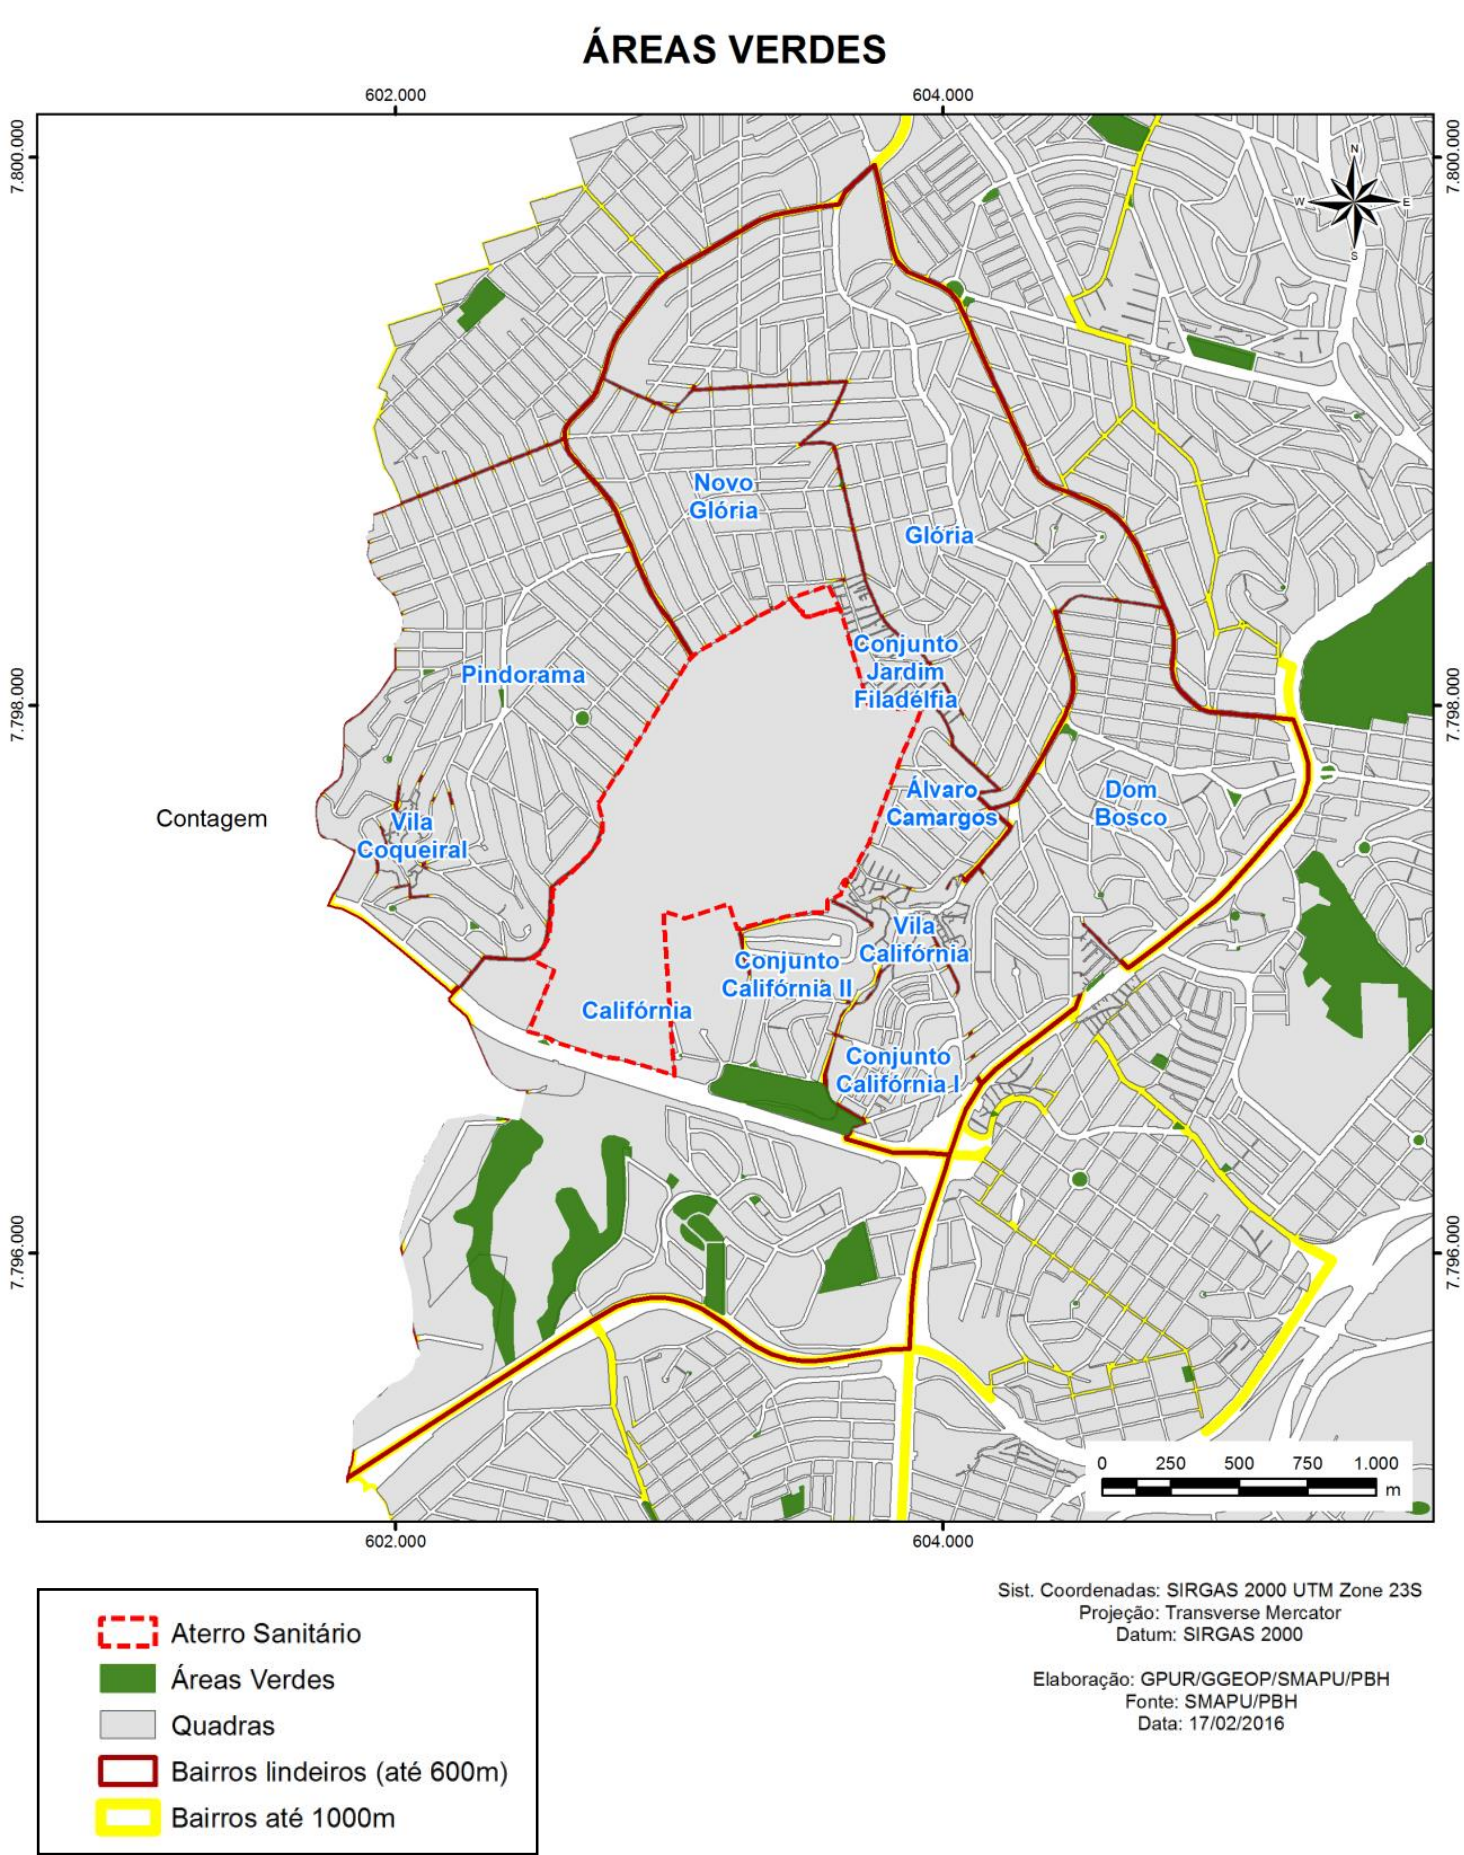 ÁREAS VERDES
602.000
604.000
7.800.000
7.800.000
N
W
E
S
Novo
Glória
Glória
Conjunto
Jardim
Filadélfia
Pindorama
7.798.000
7.798.000
Álvaro
Camargos
Dom
Bosco
Contagem
Vila
Coqueiral
Vila
Califórnia
Conjunto
Califórnia II
Califórnia
Conjunto
Califórnia I
7.796.000
7.796.000
0 250 500 750 1.000
m
602.000
604.000
Aterro Sanitário
Áreas Verdes
Quadras
Bairros lindeiros (até 600m)
Bairros até 1000m
Sist. Coordenadas: SIRGAS 2000 UTM Zone 23S
Projeção: Transverse Mercator
Datum: SIRGAS 2000
Elaboração: GPUR/GGEOP/SMAPU/PBH
Fonte: SMAPU/PBH
Data: 17/02/2016